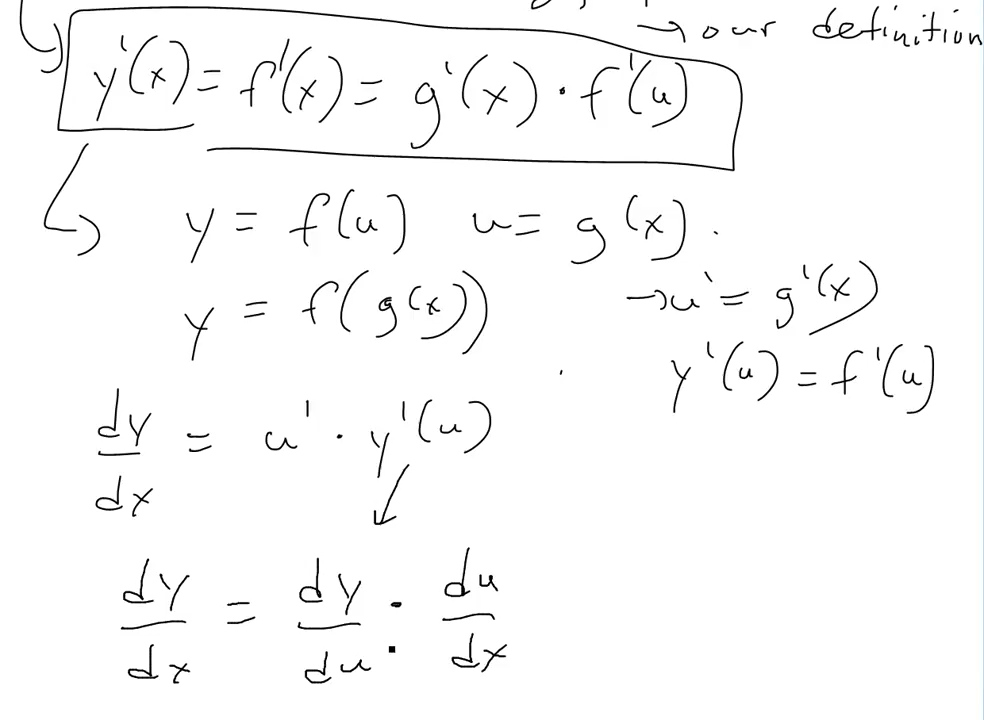 → our definition
y'(x) = f'(x) = g'(x) · f'(u)
y = f(u) u = g(x).
y = f(g(x))
→ u' = g'(x)
y'(u) = f'(u)
dy/dx = u' · y'(u)
dy/dx = dy/du · du/dx